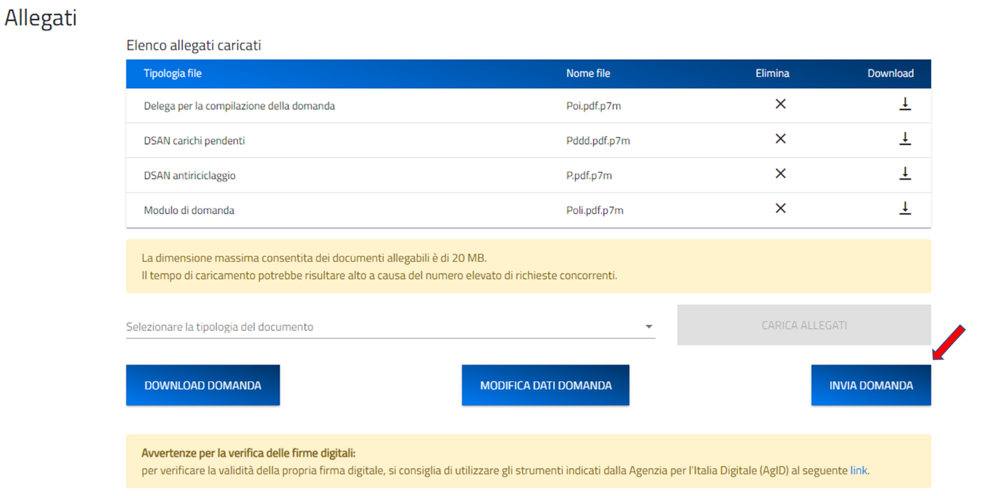 Allegati
Elenco allegati caricati
Tipologia file Nome file Elimina Download
Delega per la compilazione della domanda Poi.pdf.p7m
DSAN carichi pendenti Pddd.pdf.p7m
DSAN antiriciclaggio P.pdf.p7m
Modulo di domanda Poli.pdf.p7m
La dimensione massima consentita dei documenti allegabili è di 20 MB.
Il tempo di caricamento potrebbe risultare alto a causa del numero elevato di richieste concorrenti.
Selezionare la tipologia del documento CARICA ALLEGATI
DOWNLOAD DOMANDA MODIFICA DATI DOMANDA INVIA DOMANDA
Avvertenze per la verifica delle firme digitali:
per verificare la validità della propria firma digitale, si consiglia di utilizzare gli strumenti indicati dalla Agenzia per l'Italia Digitale (AgID) al seguente link.